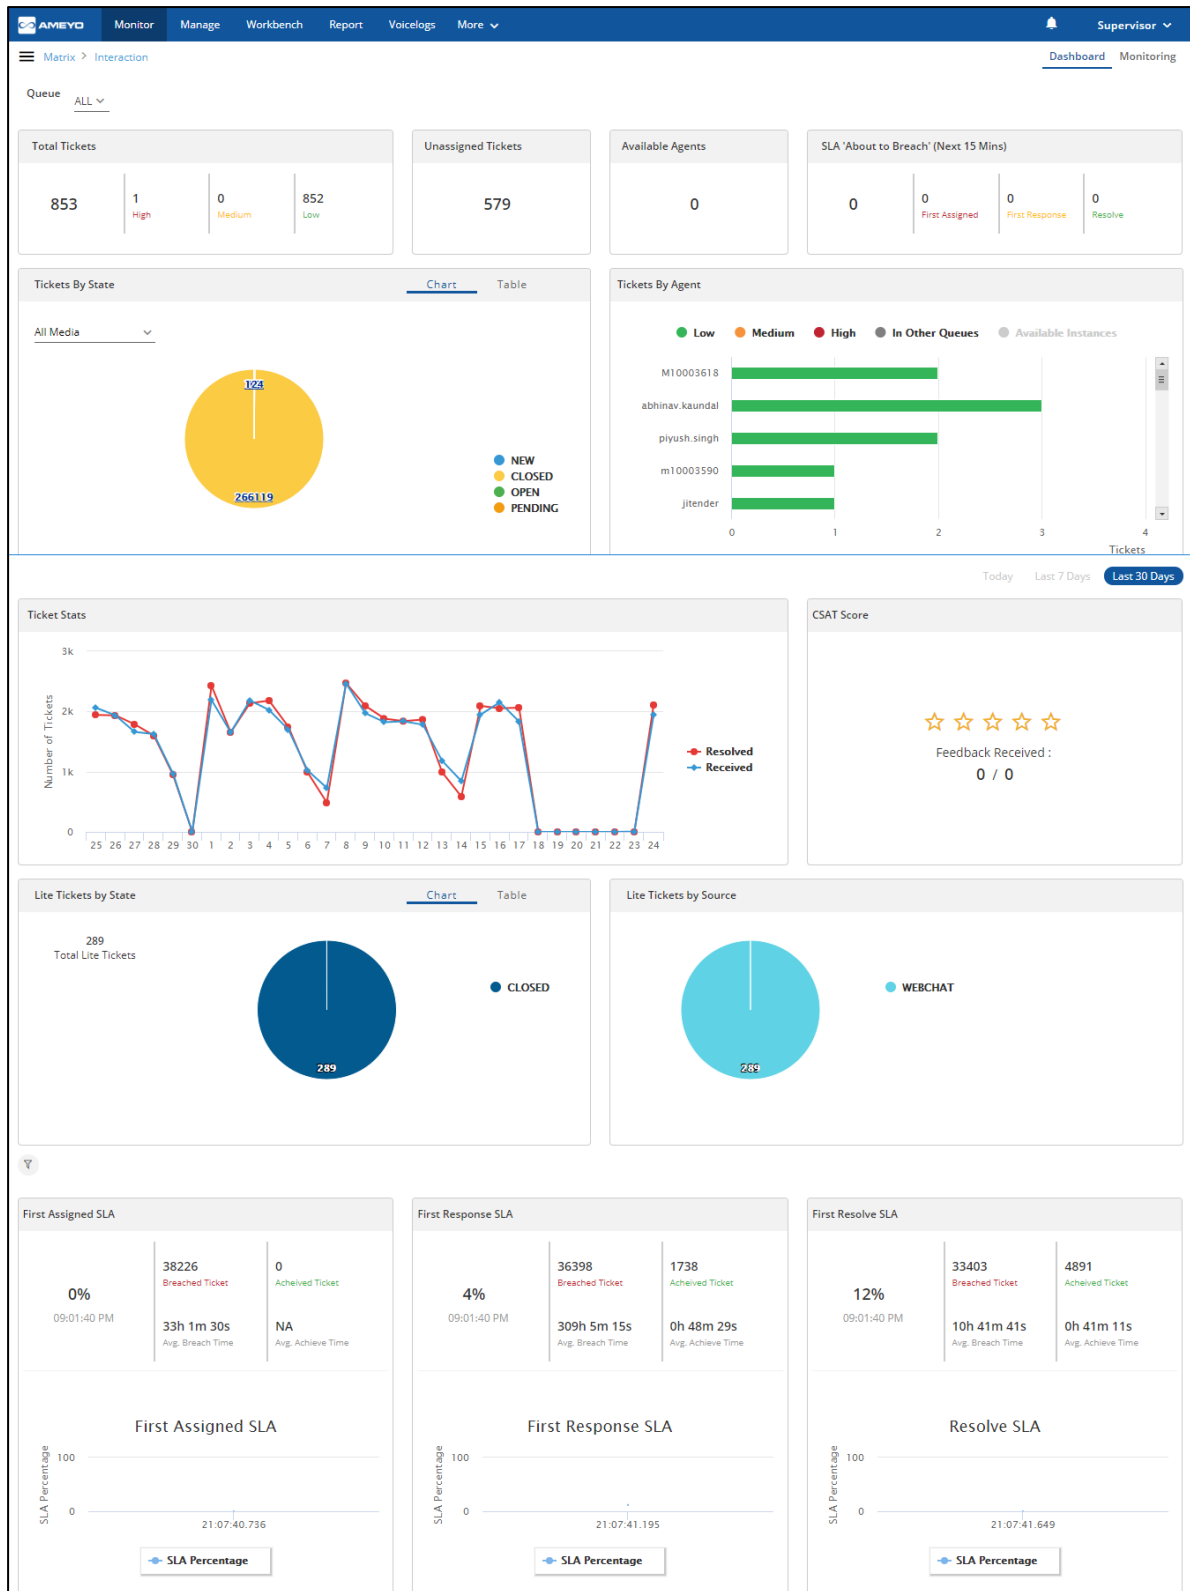 AMEYO Monitor Manage Workbench Report Voicelogs More Supervisor
Matrix > Interaction Dashboard Monitoring
Queue ALL
Total Tickets
853
1 High
0 Medium
852 Low
Unassigned Tickets
579
Available Agents
0
SLA 'About to Breach' (Next 15 Mins)
0
0 First Assigned
0 First Response
0 Resolve
Tickets By State Chart Table
All Media
124
266119
NEW
CLOSED
OPEN
PENDING
Tickets By Agent
Low Medium High In Other Queues Available Instances
M10003618
abhinav.kaundal
piyush.singh
m10003590
jitender
0 1 2 3 4
Tickets
Today Last 7 Days Last 30 Days
Ticket Stats
Number of Tickets
3k
2k
1k
0
25 26 27 28 29 30 1 2 3 4 5 6 7 8 9 10 11 12 13 14 15 16 17 18 19 20 21 22 23 24
Resolved
Received
CSAT Score
Feedback Received :
0 / 0
Lite Tickets by State Chart Table
289
Total Lite Tickets
289
CLOSED
Lite Tickets by Source
289
WEBCHAT
First Assigned SLA
0%
09:01:40 PM
38226
Breached Ticket
0
Acheived Ticket
33h 1m 30s
Avg. Breach Time
NA
Avg. Achieve Time
First Assigned SLA
SLA Percentage
100
0
21:07:40.736
SLA Percentage
First Response SLA
4%
09:01:40 PM
36398
Breached Ticket
1738
Acheived Ticket
309h 5m 15s
Avg. Breach Time
0h 48m 29s
Avg. Achieve Time
First Response SLA
SLA Percentage
100
0
21:07:41.195
SLA Percentage
First Resolve SLA
12%
09:01:40 PM
33403
Breached Ticket
4891
Acheived Ticket
10h 41m 41s
Avg. Breach Time
0h 41m 11s
Avg. Achieve Time
Resolve SLA
SLA Percentage
100
0
21:07:41.649
SLA Percentage